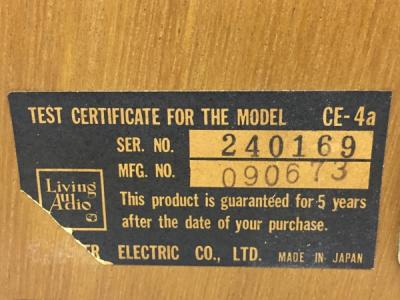 TEST CERTIFICATE FOR THE MODEL CE-4a
SER. NO. 240169
MFG. NO. 090673
Living
Audio
This product is guaranteed for 5 years
after the date of your purchase.
ELECTRIC CO., LTD. MADE IN JAPAN